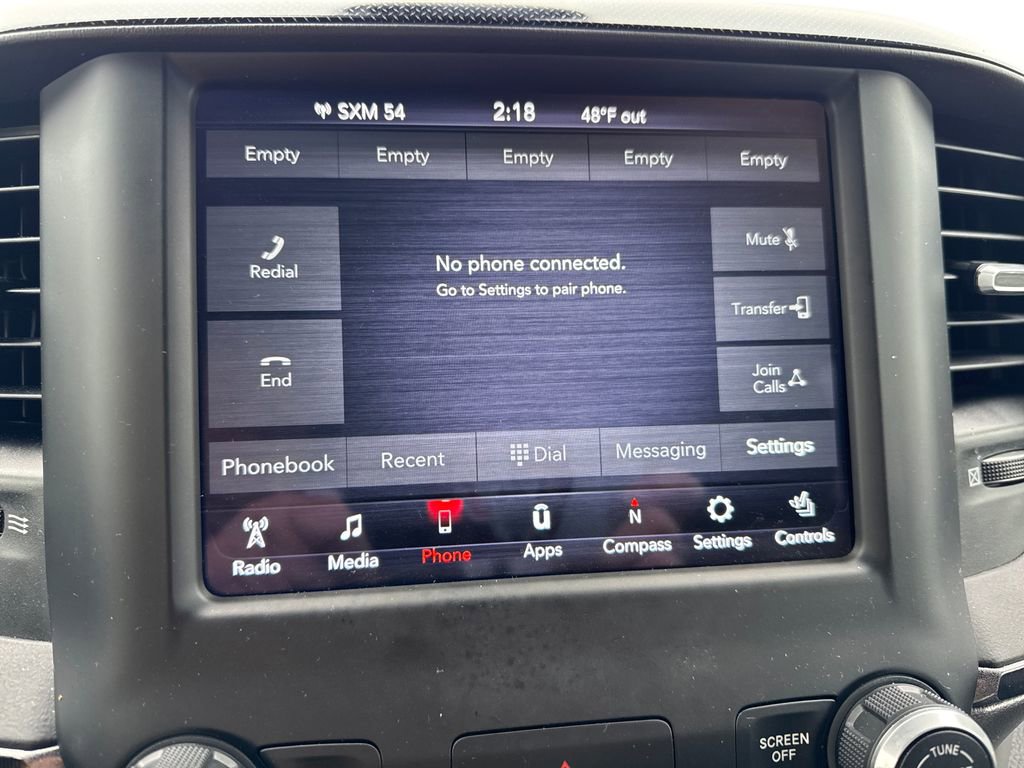 SXM 54 2:18 48°F out
Empty Empty Empty Empty Empty
Redial
No phone connected.
Go to Settings to pair phone.
Mute
Transfer
End
Join
Calls
Phonebook Recent Dial Messaging Settings
Radio Media Phone Apps N Compass Settings Controls
SCREEN
OFF
TUNE